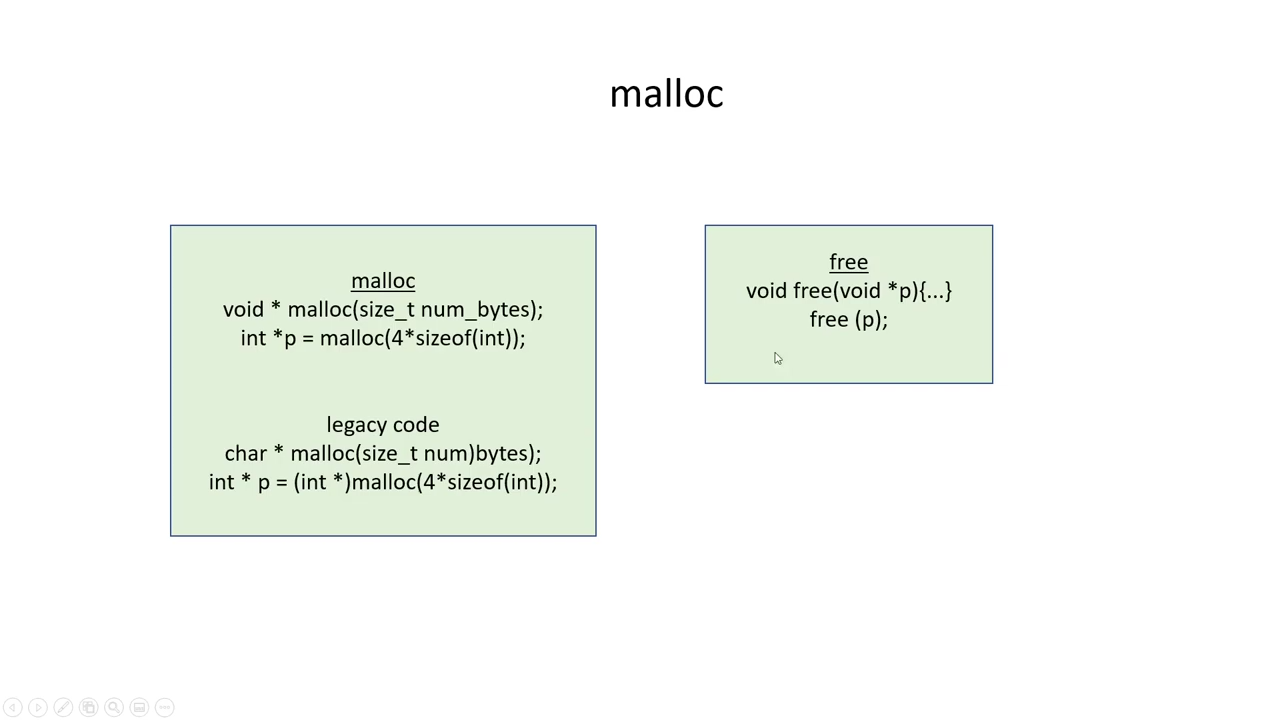 malloc
malloc
void * malloc(size_t num_bytes);
int *p = malloc(4*sizeof(int));
legacy code
char * malloc(size_t num)bytes);
int * p = (int *)malloc(4*sizeof(int));
free
void free(void *p){...}
free (p);